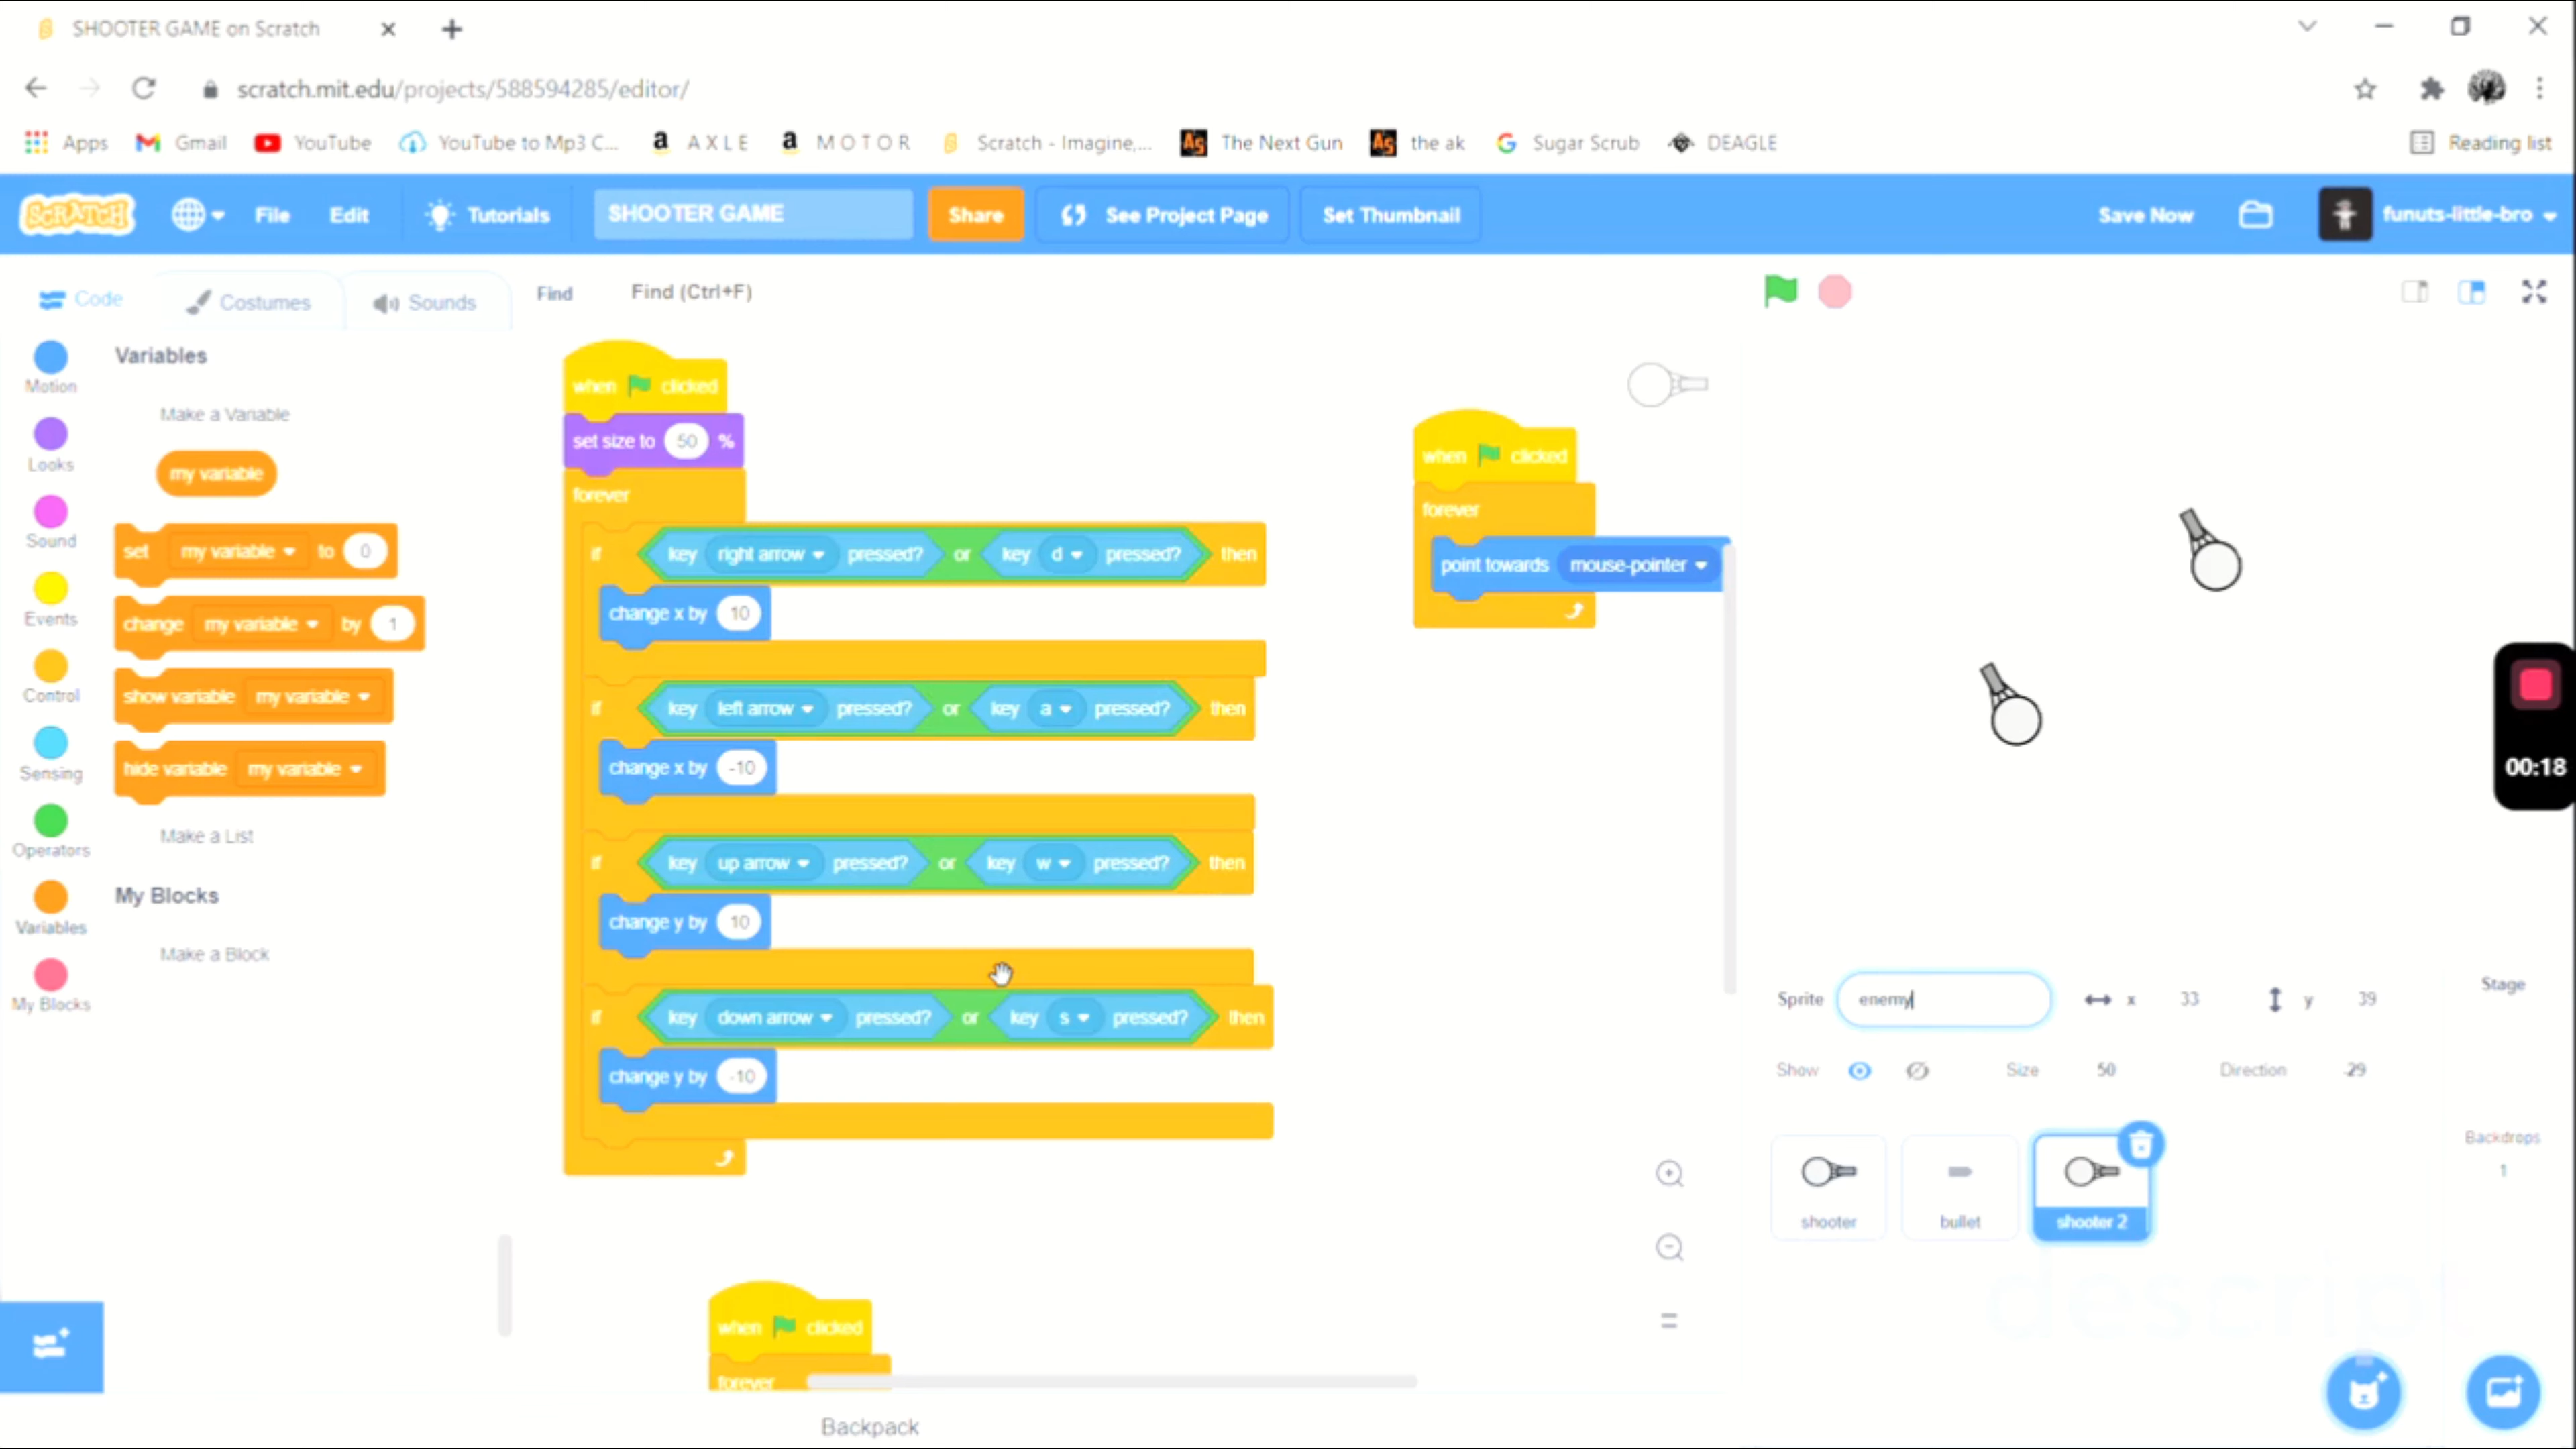 SHOOTER GAME on Scratch
scratch.mit.edu/projects/588594285/editor/
Apps Gmail YouTube YouTube to Mp3 C... A X L E M O T O R Scratch - Imagine,... The Next Gun the ak Sugar Scrub DEAGLE Reading list
SCRATCH File Edit Tutorials SHOOTER GAME Share See Project Page Set Thumbnail Save Now funuts-little-bro
Code Costumes Sounds Find Find (Ctrl+F)
Motion
Looks
Sound
Events
Control
Sensing
Operators
Variables
My Blocks
Variables
Make a Variable
my variable
set my variable to 0
change my variable by 1
show variable my variable
hide variable my variable
Make a List
My Blocks
Make a Block
when clicked
set size to 50 %
forever
if key right arrow pressed? or key d pressed? then
change x by 10
if key left arrow pressed? or key a pressed? then
change x by -10
if key up arrow pressed? or key w pressed? then
change y by 10
if key down arrow pressed? or key s pressed? then
change y by -10
when clicked
forever
when clicked
forever
point towards mouse-pointer
00:18
Sprite enemy x 33 y 39
Show Size 50 Direction -29
shooter
bullet
shooter 2
Stage
Backdrops
1
descript
Backpack